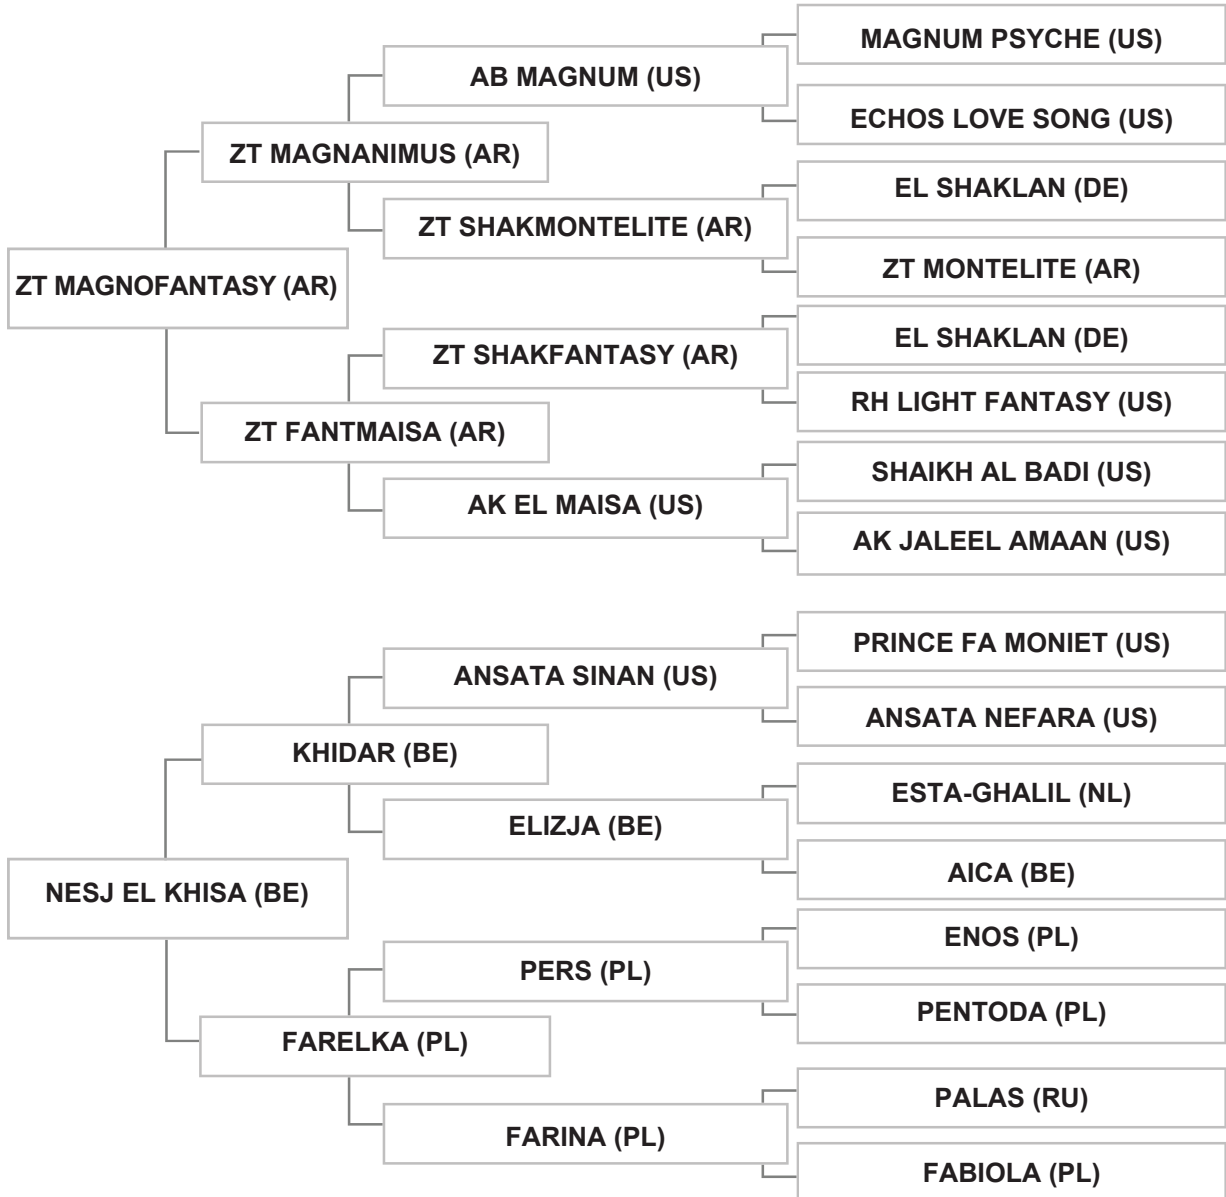 MAGNUM PSYCHE (US)
AB MAGNUM (US)
ECHOS LOVE SONG (US)
ZT MAGNANIMUS (AR)
EL SHAKLAN (DE)
ZT SHAKMONTELITE (AR)
ZT MONTELITE (AR)
ZT MAGNOFANTASY (AR)
EL SHAKLAN (DE)
ZT SHAKFANTASY (AR)
RH LIGHT FANTASY (US)
ZT FANTMAISA (AR)
SHAIKH AL BADI (US)
AK EL MAISA (US)
AK JALEEL AMAAN (US)
PRINCE FA MONIET (US)
ANSATA SINAN (US)
ANSATA NEFARA (US)
KHIDAR (BE)
ESTA-GHALIL (NL)
ELIZJA (BE)
AICA (BE)
NESJ EL KHISA (BE)
ENOS (PL)
PERS (PL)
PENTODA (PL)
FARELKA (PL)
PALAS (RU)
FARINA (PL)
FABIOLA (PL)